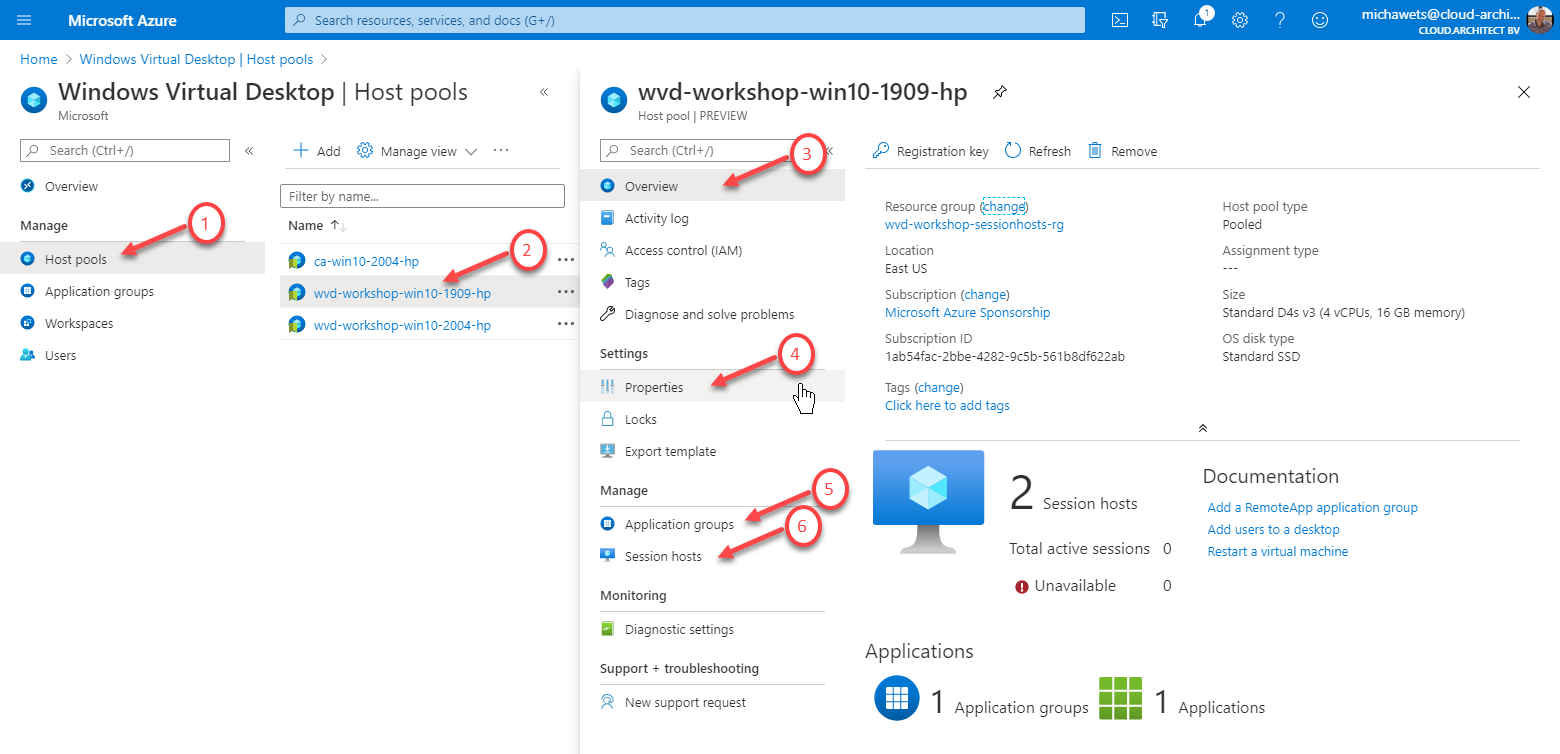 Microsoft Azure
Search resources, services, and docs (G+/)
1
michawets@cloud-archi...
CLOUD.ARCHITECT BV
Home > Windows Virtual Desktop | Host pools >
Windows Virtual Desktop | Host pools
Microsoft
«
Search (Ctrl+/)
«
Overview
Manage
1
Host pools
Application groups
Workspaces
Users
+ Add
Manage view
...
Filter by name...
Name ↑↓
2
ca-win10-2004-hp
...
wvd-workshop-win10-1909-hp
...
wvd-workshop-win10-2004-hp
...
wvd-workshop-win10-1909-hp
Host pool | PREVIEW
Search (Ctrl+/)
«
3
Overview
Activity log
Access control (IAM)
Tags
Diagnose and solve problems
Settings
4
Properties
Locks
Export template
Manage
5
Application groups
6
Session hosts
Monitoring
Diagnostic settings
Support + troubleshooting
New support request
Registration key
Refresh
Remove
Resource group (change)
wvd-workshop-sessionhosts-rg
Location
East US
Subscription (change)
Microsoft Azure Sponsorship
Subscription ID
1ab54fac-2bbe-4282-9c5b-561b8df622ab
Tags (change)
Click here to add tags
Host pool type
Pooled
Assignment type
---
Size
Standard D4s v3 (4 vCPUs, 16 GB memory)
OS disk type
Standard SSD
2 Session hosts
Total active sessions 0
Unavailable 0
Documentation
Add a RemoteApp application group
Add users to a desktop
Restart a virtual machine
Applications
1 Application groups
1 Applications